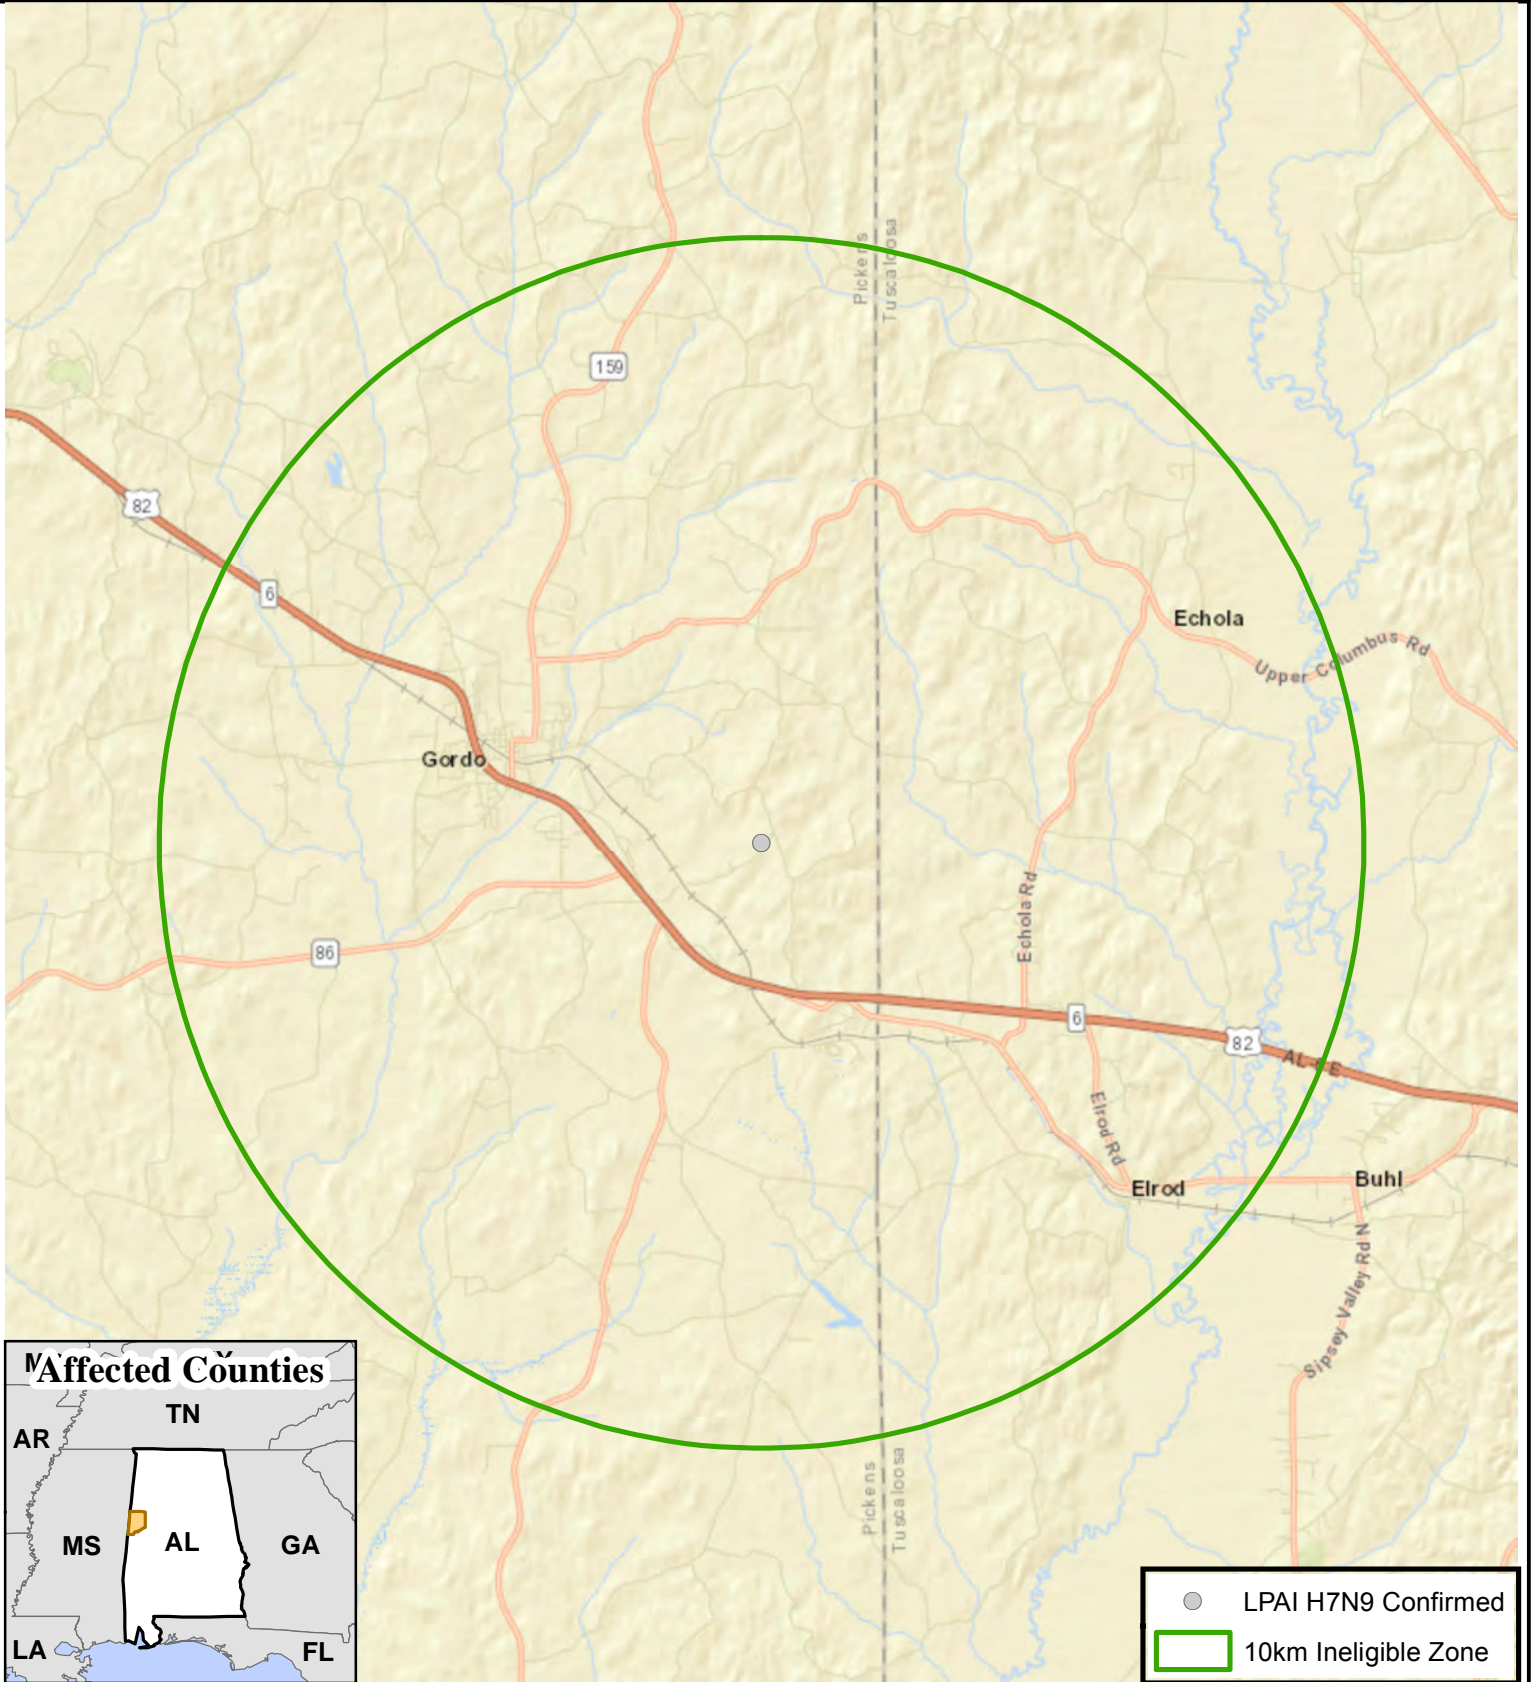 Pickens
Tuscaloosa
159
82
6
Echola
Upper Columbus Rd
Gordo
Echola Rd
86
6
82
AL-6 E
Elrod Rd
Elrod
Buhl
Sipsey Valley Rd N
Affected Counties
TN
AR
MS
AL
GA
LA
FL
Pickens
Tuscaloosa
LPAI H7N9 Confirmed
10km Ineligible Zone